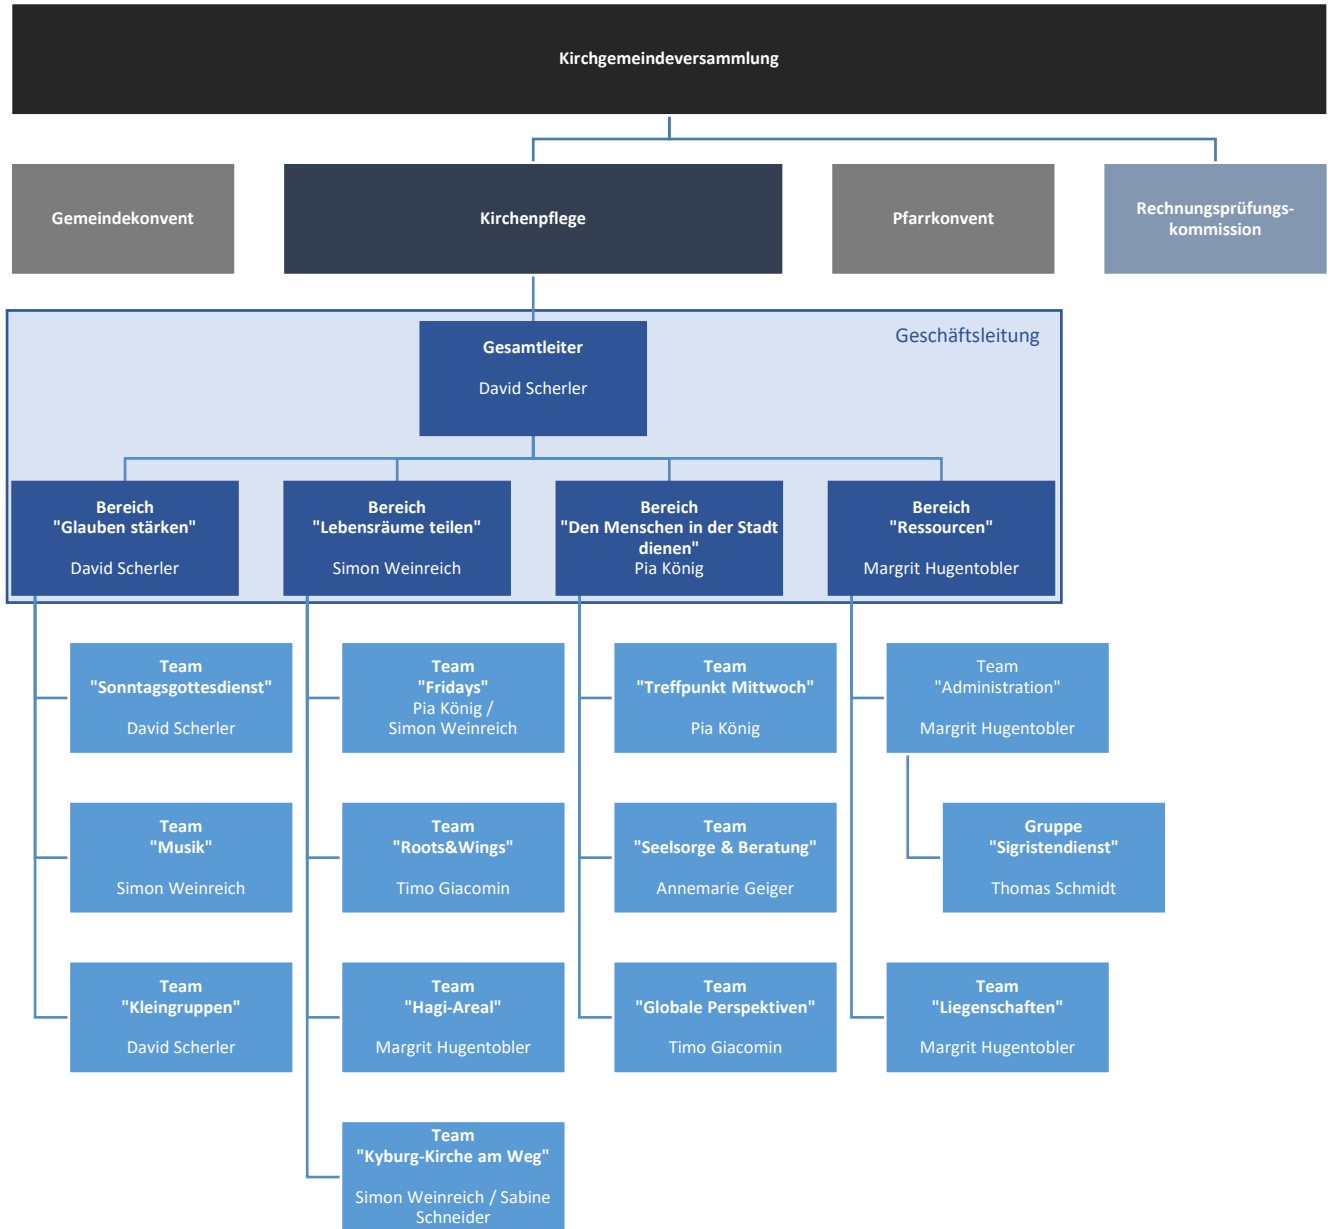 Kirchgemeindeversammlung
Gemeindekonvent
Kirchenpflege
Pfarrkonvent
Rechnungsprüfungs-
kommission
Geschäftsleitung
Gesamtleiter
David Scherler
Bereich
"Glauben stärken"
David Scherler
Bereich
"Lebensräume teilen"
Simon Weinreich
Bereich
"Den Menschen in der Stadt
dienen"
Pia König
Bereich
"Ressourcen"
Margrit Hugentobler
Team
"Sonntagsgottesdienst"
David Scherler
Team
"Fridays"
Pia König /
Simon Weinreich
Team
"Treffpunkt Mittwoch"
Pia König
Team
"Administration"
Margrit Hugentobler
Team
"Musik"
Simon Weinreich
Team
"Roots&Wings"
Timo Giacomin
Team
"Seelsorge & Beratung"
Annemarie Geiger
Gruppe
"Sigristendienst"
Thomas Schmidt
Team
"Kleingruppen"
David Scherler
Team
"Hagi-Areal"
Margrit Hugentobler
Team
"Globale Perspektiven"
Timo Giacomin
Team
"Liegenschaften"
Margrit Hugentobler
Team
"Kyburg-Kirche am Weg"
Simon Weinreich / Sabine
Schneider